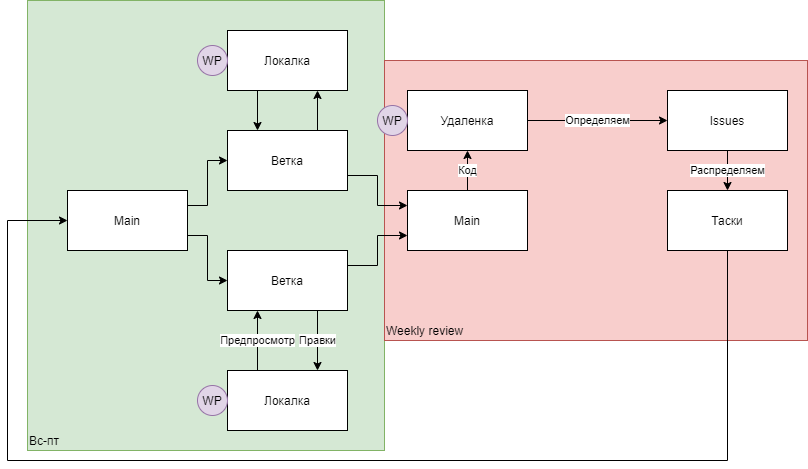 WP
Локалка
Ветка
Main
Ветка
Предпросмотр
Правки
WP
Локалка
Вс-пт
WP
Удаленка
Определяем
Issues
Код
Распределяем
Main
Таски
Weekly review